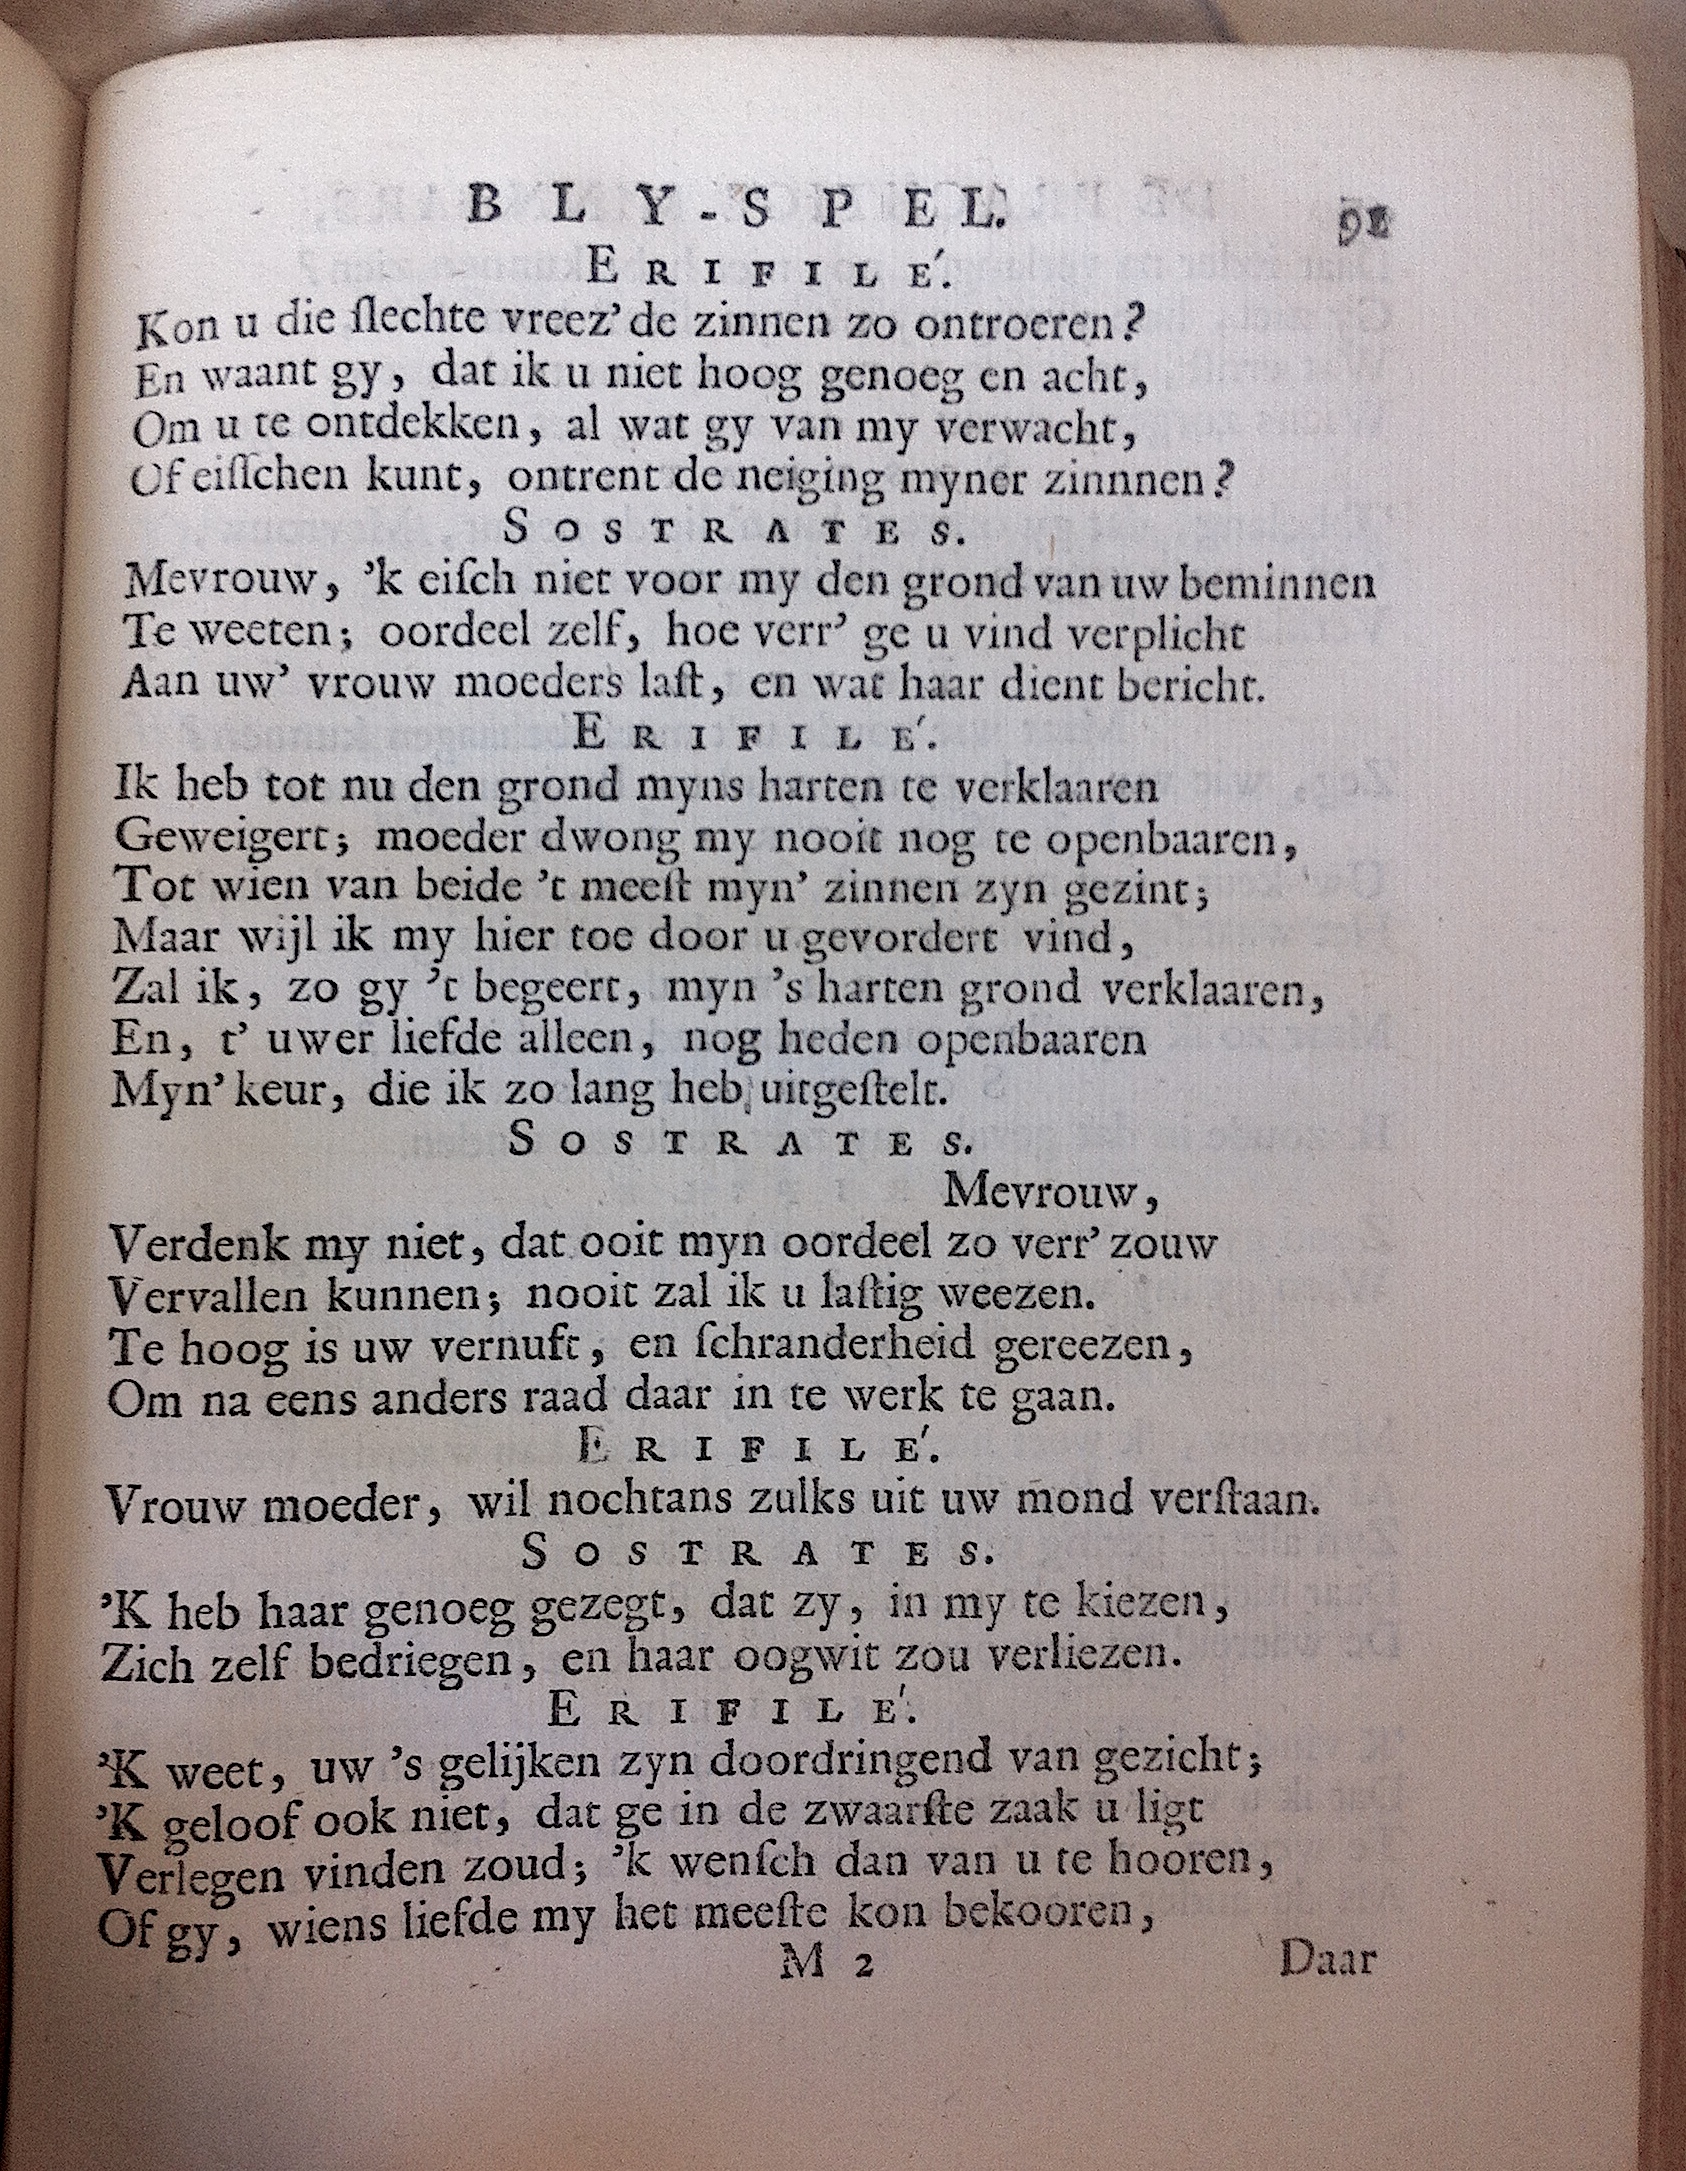 BLY-SPEL. 91
ERIFILÉ.
Kon u die ſlechte vreez' de zinnen zo ontroeren?
En waant gy, dat ik u niet hoog genoeg en acht,
Om u te ontdekken, al wat gy van my verwacht,
Of eiſſchen kunt, ontrent de neiging myner zinnnen?
SOSTRATES.
Mevrouw, 'k eiſch niet voor my den grond van uw beminnen
Te weeten; oordeel zelf, hoe verr' ge u vind verplicht
Aan uw' vrouw moeders laſt, en wat haar dient bericht.
ERIFILÉ.
Ik heb tot nu den grond myns harten te verklaaren
Geweigert; moeder dwong my nooit nog te openbaaren,
Tot wien van beide 't meeſt myn' zinnen zyn gezint;
Maar wijl ik my hier toe door u gevordert vind,
Zal ik, zo gy 't begeert, myn 's harten grond verklaaren,
En, t' uwer liefde alleen, nog heden openbaaren
Myn' keur, die ik zo lang heb uitgeſtelt.
SOSTRATES.
Mevrouw,
Verdenk my niet, dat ooit myn oordeel zo verr' zouw
Vervallen kunnen; nooit zal ik u laſtig weezen.
Te hoog is uw vernuft, en ſchranderheid gereezen,
Om na eens anders raad daar in te werk te gaan.
ERIFILÉ.
Vrouw moeder, wil nochtans zulks uit uw mond verſtaan.
SOSTRATES.
'K heb haar genoeg gezegt, dat zy, in my te kiezen,
Zich zelf bedriegen, en haar oogwit zou verliezen.
ERIFILÉ.
'K weet, uw 's gelijken zyn doordringend van gezicht;
'K geloof ook niet, dat ge in de zwaarſte zaak u ligt
Verlegen vinden zoud; 'k wenſch dan van u te hooren,
Of gy, wiens liefde my het meeſte kon bekooren,
M 2 Daar